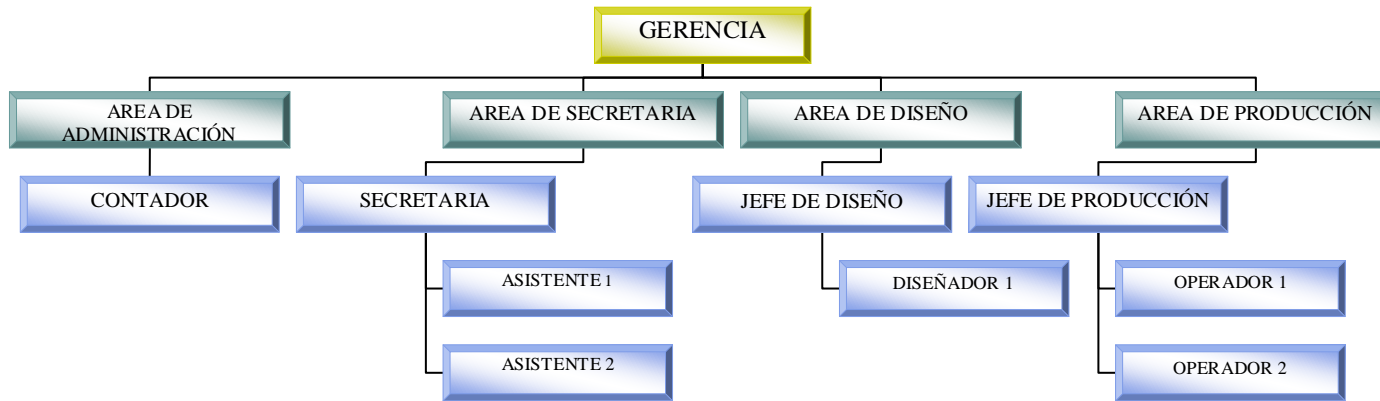 GERENCIA
AREA DE
ADMINISTRACIÓN
AREA DE SECRETARIA
AREA DE DISEÑO
AREA DE PRODUCCIÓN
CONTADOR
SECRETARIA
JEFE DE DISEÑO
JEFE DE PRODUCCIÓN
ASISTENTE 1
DISEÑADOR 1
OPERADOR 1
ASISTENTE 2
OPERADOR 2